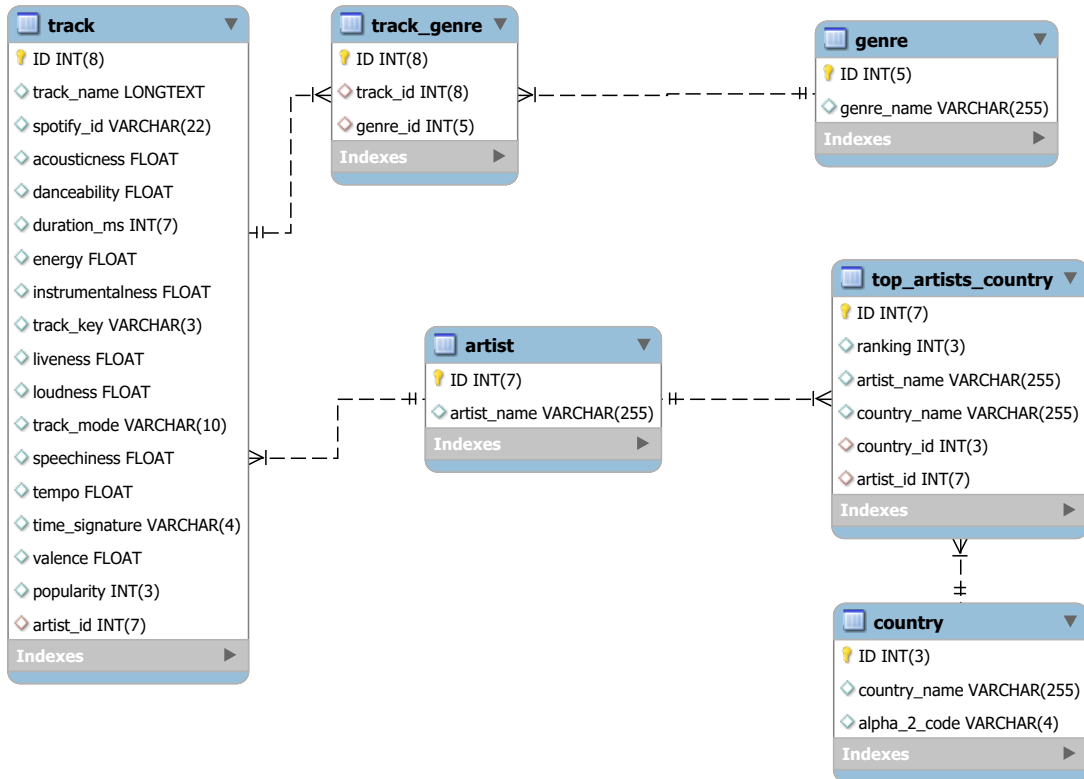 track
ID INT(8)
track_name LONGTEXT
spotify_id VARCHAR(22)
acousticness FLOAT
danceability FLOAT
duration_ms INT(7)
energy FLOAT
instrumentalness FLOAT
track_key VARCHAR(3)
liveness FLOAT
loudness FLOAT
track_mode VARCHAR(10)
speechiness FLOAT
tempo FLOAT
time_signature VARCHAR(4)
valence FLOAT
popularity INT(3)
artist_id INT(7)
Indexes
track_genre
ID INT(8)
track_id INT(8)
genre_id INT(5)
Indexes
genre
ID INT(5)
genre_name VARCHAR(255)
Indexes
artist
ID INT(7)
artist_name VARCHAR(255)
Indexes
top_artists_country
ID INT(7)
ranking INT(3)
artist_name VARCHAR(255)
country_name VARCHAR(255)
country_id INT(3)
artist_id INT(7)
Indexes
country
ID INT(3)
country_name VARCHAR(255)
alpha_2_code VARCHAR(4)
Indexes